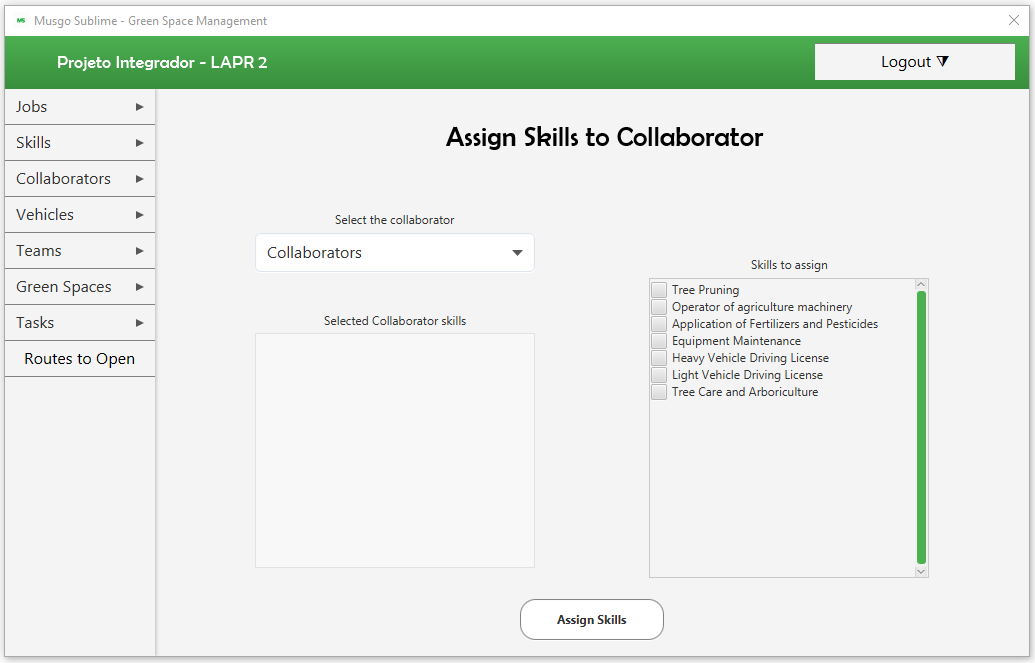 MS Musgo Sublime - Green Space Management
Projeto Integrador - LAPR 2
Logout
Jobs
Skills
Collaborators
Vehicles
Teams
Green Spaces
Tasks
Routes to Open
Assign Skills to Collaborator
Select the collaborator
Collaborators
Selected Collaborator skills
Skills to assign
Tree Pruning
Operator of agriculture machinery
Application of Fertilizers and Pesticides
Equipment Maintenance
Heavy Vehicle Driving License
Light Vehicle Driving License
Tree Care and Arboriculture
Assign Skills